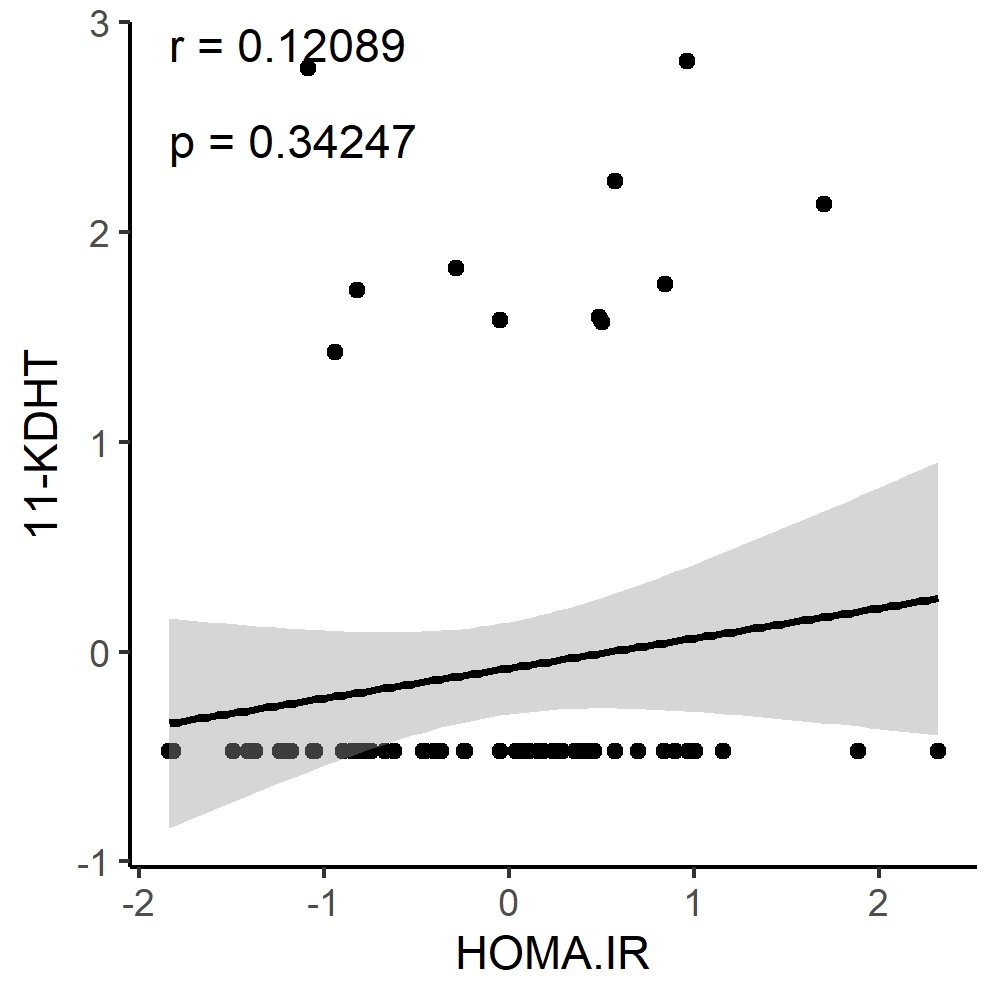 3
r = 0.12089
p = 0.34247
2
11-KDHT
1
0
-1
-2 -1 0 1 2
HOMA.IR